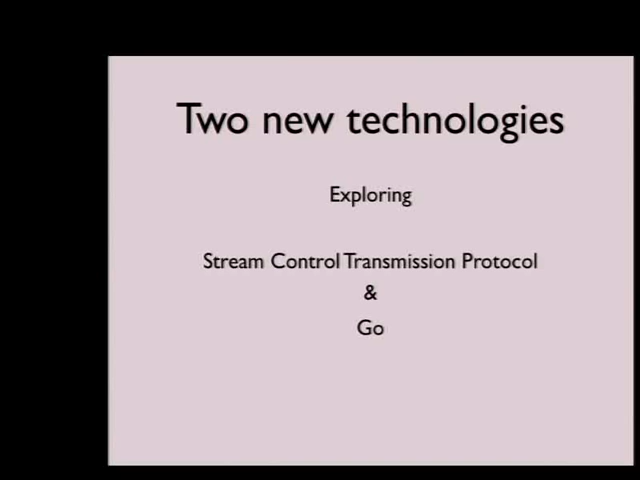 Two new technologies
Exploring
Stream Control Transmission Protocol
&
Go